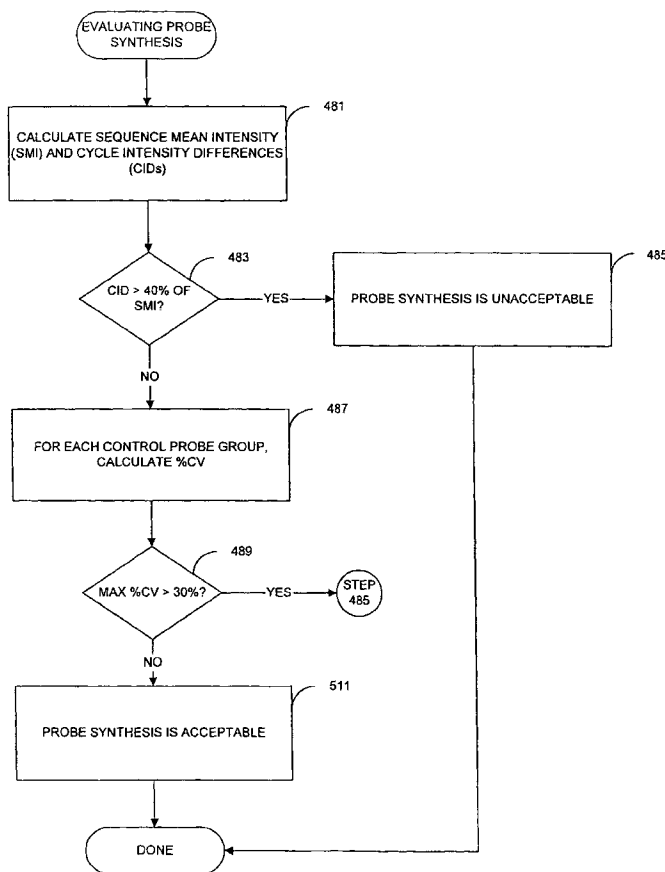 EVALUATING PROBE
SYNTHESIS
481
CALCULATE SEQUENCE MEAN INTENSITY
(SMI) AND CYCLE INTENSITY DIFFERENCES
(CIDs)
483
CID > 40% OF
SMI?
YES
485
PROBE SYNTHESIS IS UNACCEPTABLE
NO
487
FOR EACH CONTROL PROBE GROUP,
CALCULATE %CV
489
MAX %CV > 30%?
YES
STEP
485
NO
511
PROBE SYNTHESIS IS ACCEPTABLE
DONE